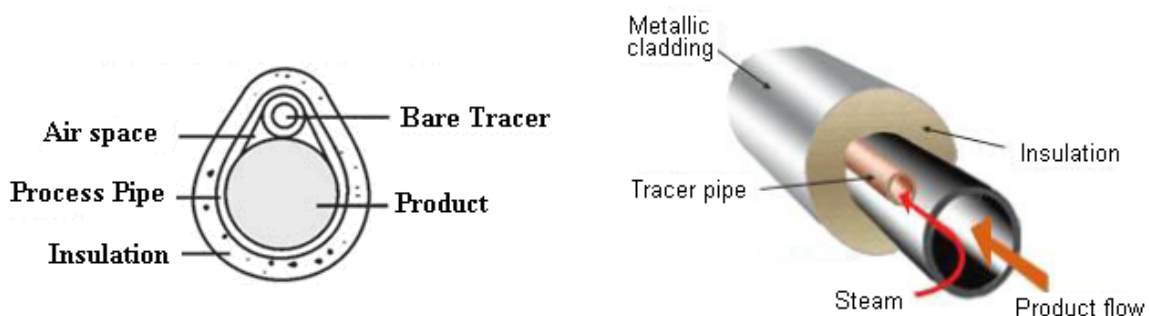 Air space
Bare Tracer
Process Pipe
Product
Insulation
Metallic
cladding
Insulation
Tracer pipe
Steam
Product flow